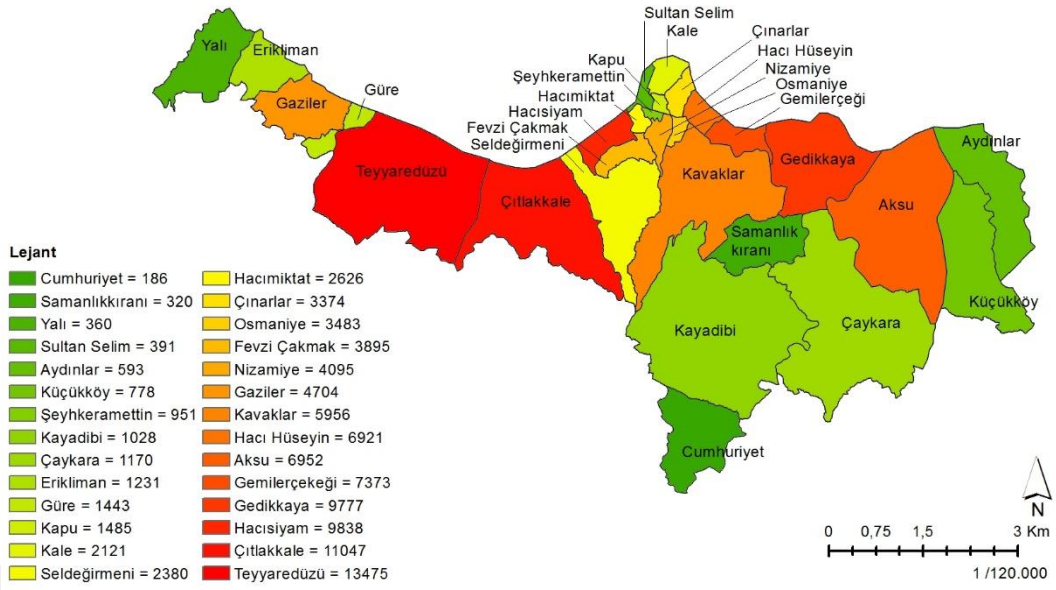 Sultan Selim
Kale
Çınarlar
Hacı Hüseyin
Nizamiye
Osmaniye
Gemilerçeği
Kapu
Şeyhkeramettin
Hacımiktat
Hacısiyam
Fevzi Çakmak
Seldeğirmeni
Yalı
Erikliman
Gaziler
Güre
Teyyaredüzü
Çıtlakkale
Kavaklar
Gedikkaya
Aydınlar
Aksu
Samanlık
kıranı
Küçükköy
Kayadibi
Çaykara
Cumhuriyet
Lejant
Cumhuriyet = 186
Samanlıkkıranı = 320
Yalı = 360
Sultan Selim = 391
Aydınlar = 593
Küçükköy = 778
Şeyhkeramettin = 951
Kayadibi = 1028
Çaykara = 1170
Erikliman = 1231
Güre = 1443
Kapu = 1485
Kale = 2121
Seldeğirmeni = 2380
Hacımiktat = 2626
Çınarlar = 3374
Osmaniye = 3483
Fevzi Çakmak = 3895
Nizamiye = 4095
Gaziler = 4704
Kavaklar = 5956
Hacı Hüseyin = 6921
Aksu = 6952
Gemilerçekeği = 7373
Gedikkaya = 9777
Hacısiyam = 9838
Çıtlakkale = 11047
Teyyaredüzü = 13475
N
0 0,75 1,5 3 Km
1 /120.000